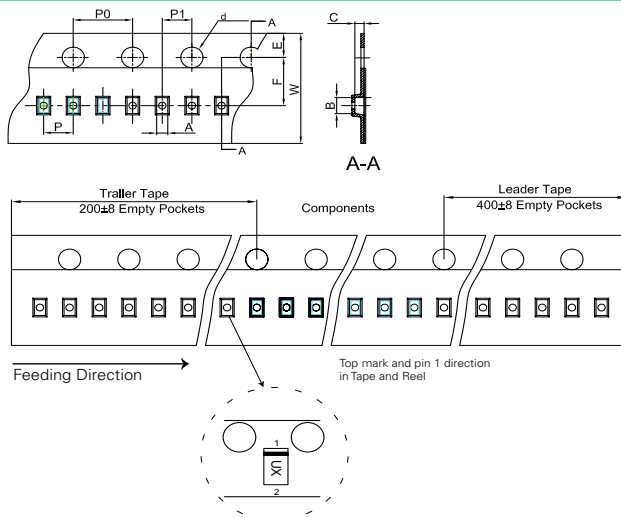 P0
P1
d
A
C
E
F
W
B
P
A
A
A-A
Traller Tape
200±8 Empty Pockets
Components
Leader Tape
400±8 Empty Pockets
Feeding Direction
Top mark and pin 1 direction
in Tape and Reel
1
UX
2